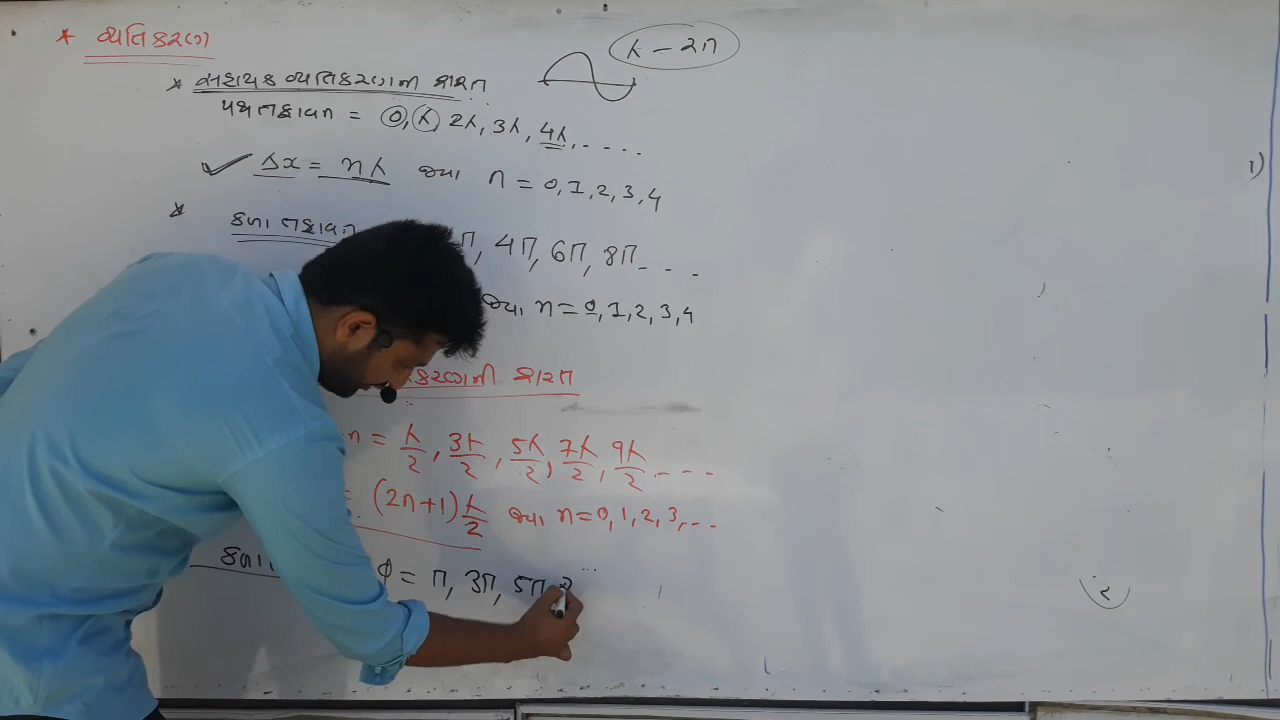 * વ્યતિકરણ
λ - 2π
* સહાયક વ્યતિકરણની શરત
પથ તફાવત = 0, λ, 2λ, 3λ, 4λ, ....
Δx = nλ જ્યાં n = 0, 1, 2, 3, 4
* કળા તફાવત π, 4π, 6π, 8π...
જ્યાં n = 0, 1, 2, 3, 4
કરણની શરત
= λ/2, 3λ/2, 5λ/2, 7λ/2, 9λ/2, ....
= (2n+1) λ/2 જ્યાં n = 0, 1, 2, 3, ...
કળા φ = π, 3π, 5π
1)